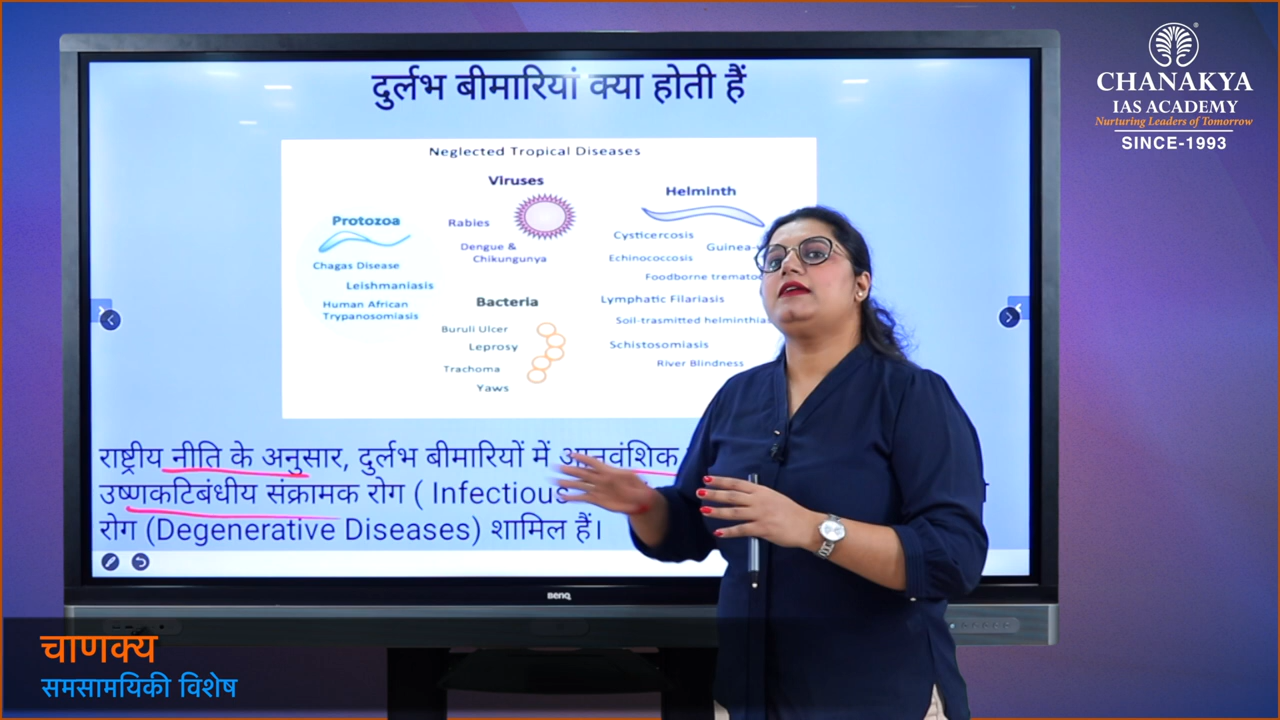 दुर्लभ बीमारियां क्या होती हैं
Neglected Tropical Diseases
Viruses
Rabies
Dengue &
Chikungunya
Protozoa
Chagas Disease
Leishmaniasis
Human African
Trypanosomiasis
Bacteria
Buruli Ulcer
Leprosy
Trachoma
Yaws
Helminth
Cysticercosis
Echinococcosis
Lymphatic Filariasis
Schistosomiasis
River Blindness
राष्ट्रीय नीति के अनुसार, दुर्लभ बीमारियों में आनुवंशिक
उष्णकटिबंधीय संक्रामक रोग ( Infectious
रोग (Degenerative Diseases) शामिल हैं।
BenQ
CHANAKYA
IAS ACADEMY
Nurturing Leaders of Tomorrow
SINCE-1993
चाणक्य
समसामयिकी विशेष